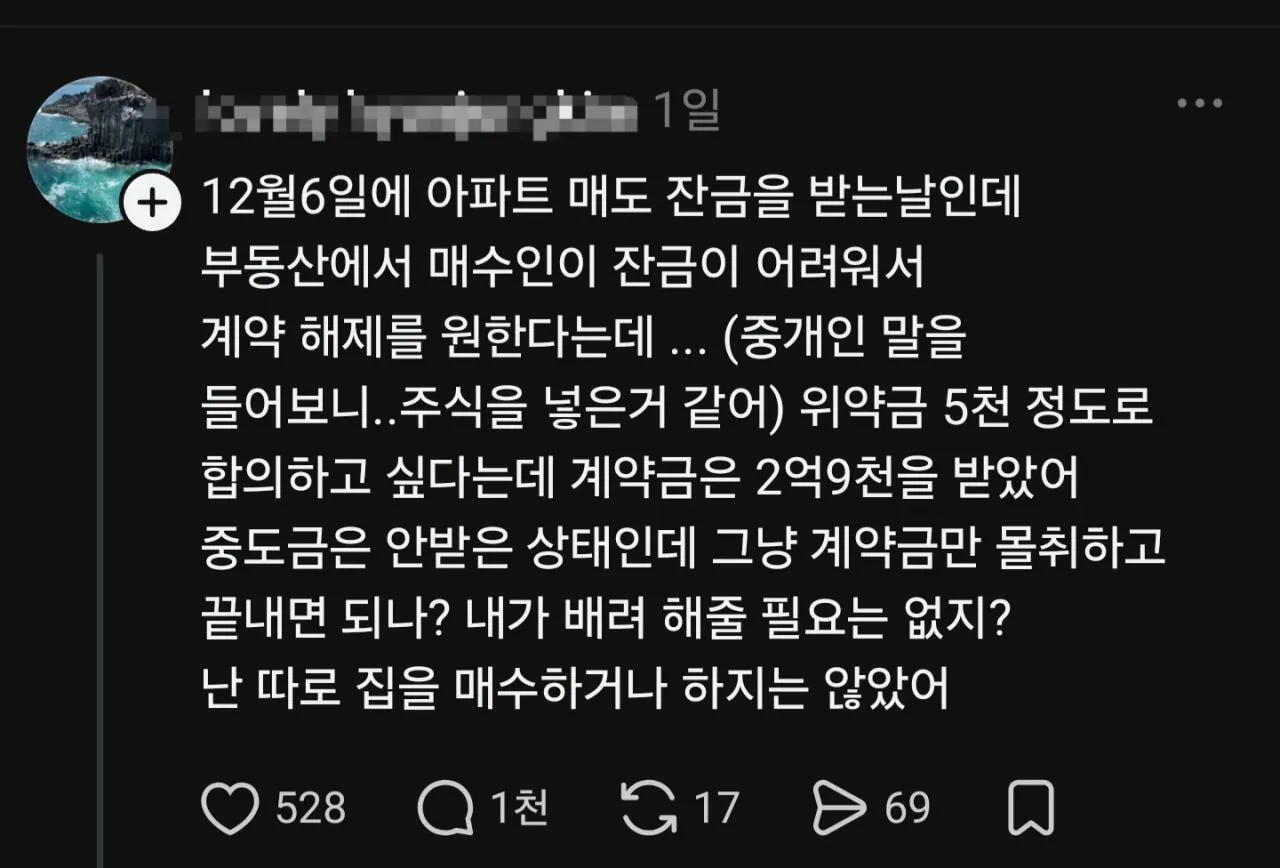 1일
12월6일에 아파트 매도 잔금을 받는날인데
부동산에서 매수인이 잔금이 어려워서
계약 해제를 원한다는데 ... (중개인 말을
들어보니..주식을 넣은거 같어) 위약금 5천 정도로
합의하고 싶다는데 계약금은 2억9천을 받았어
중도금은 안받은 상태인데 그냥 계약금만 몰취하고
끝내면 되나? 내가 배려 해줄 필요는 없지?
난 따로 집을 매수하거나 하지는 않았어
528 1천 17 69